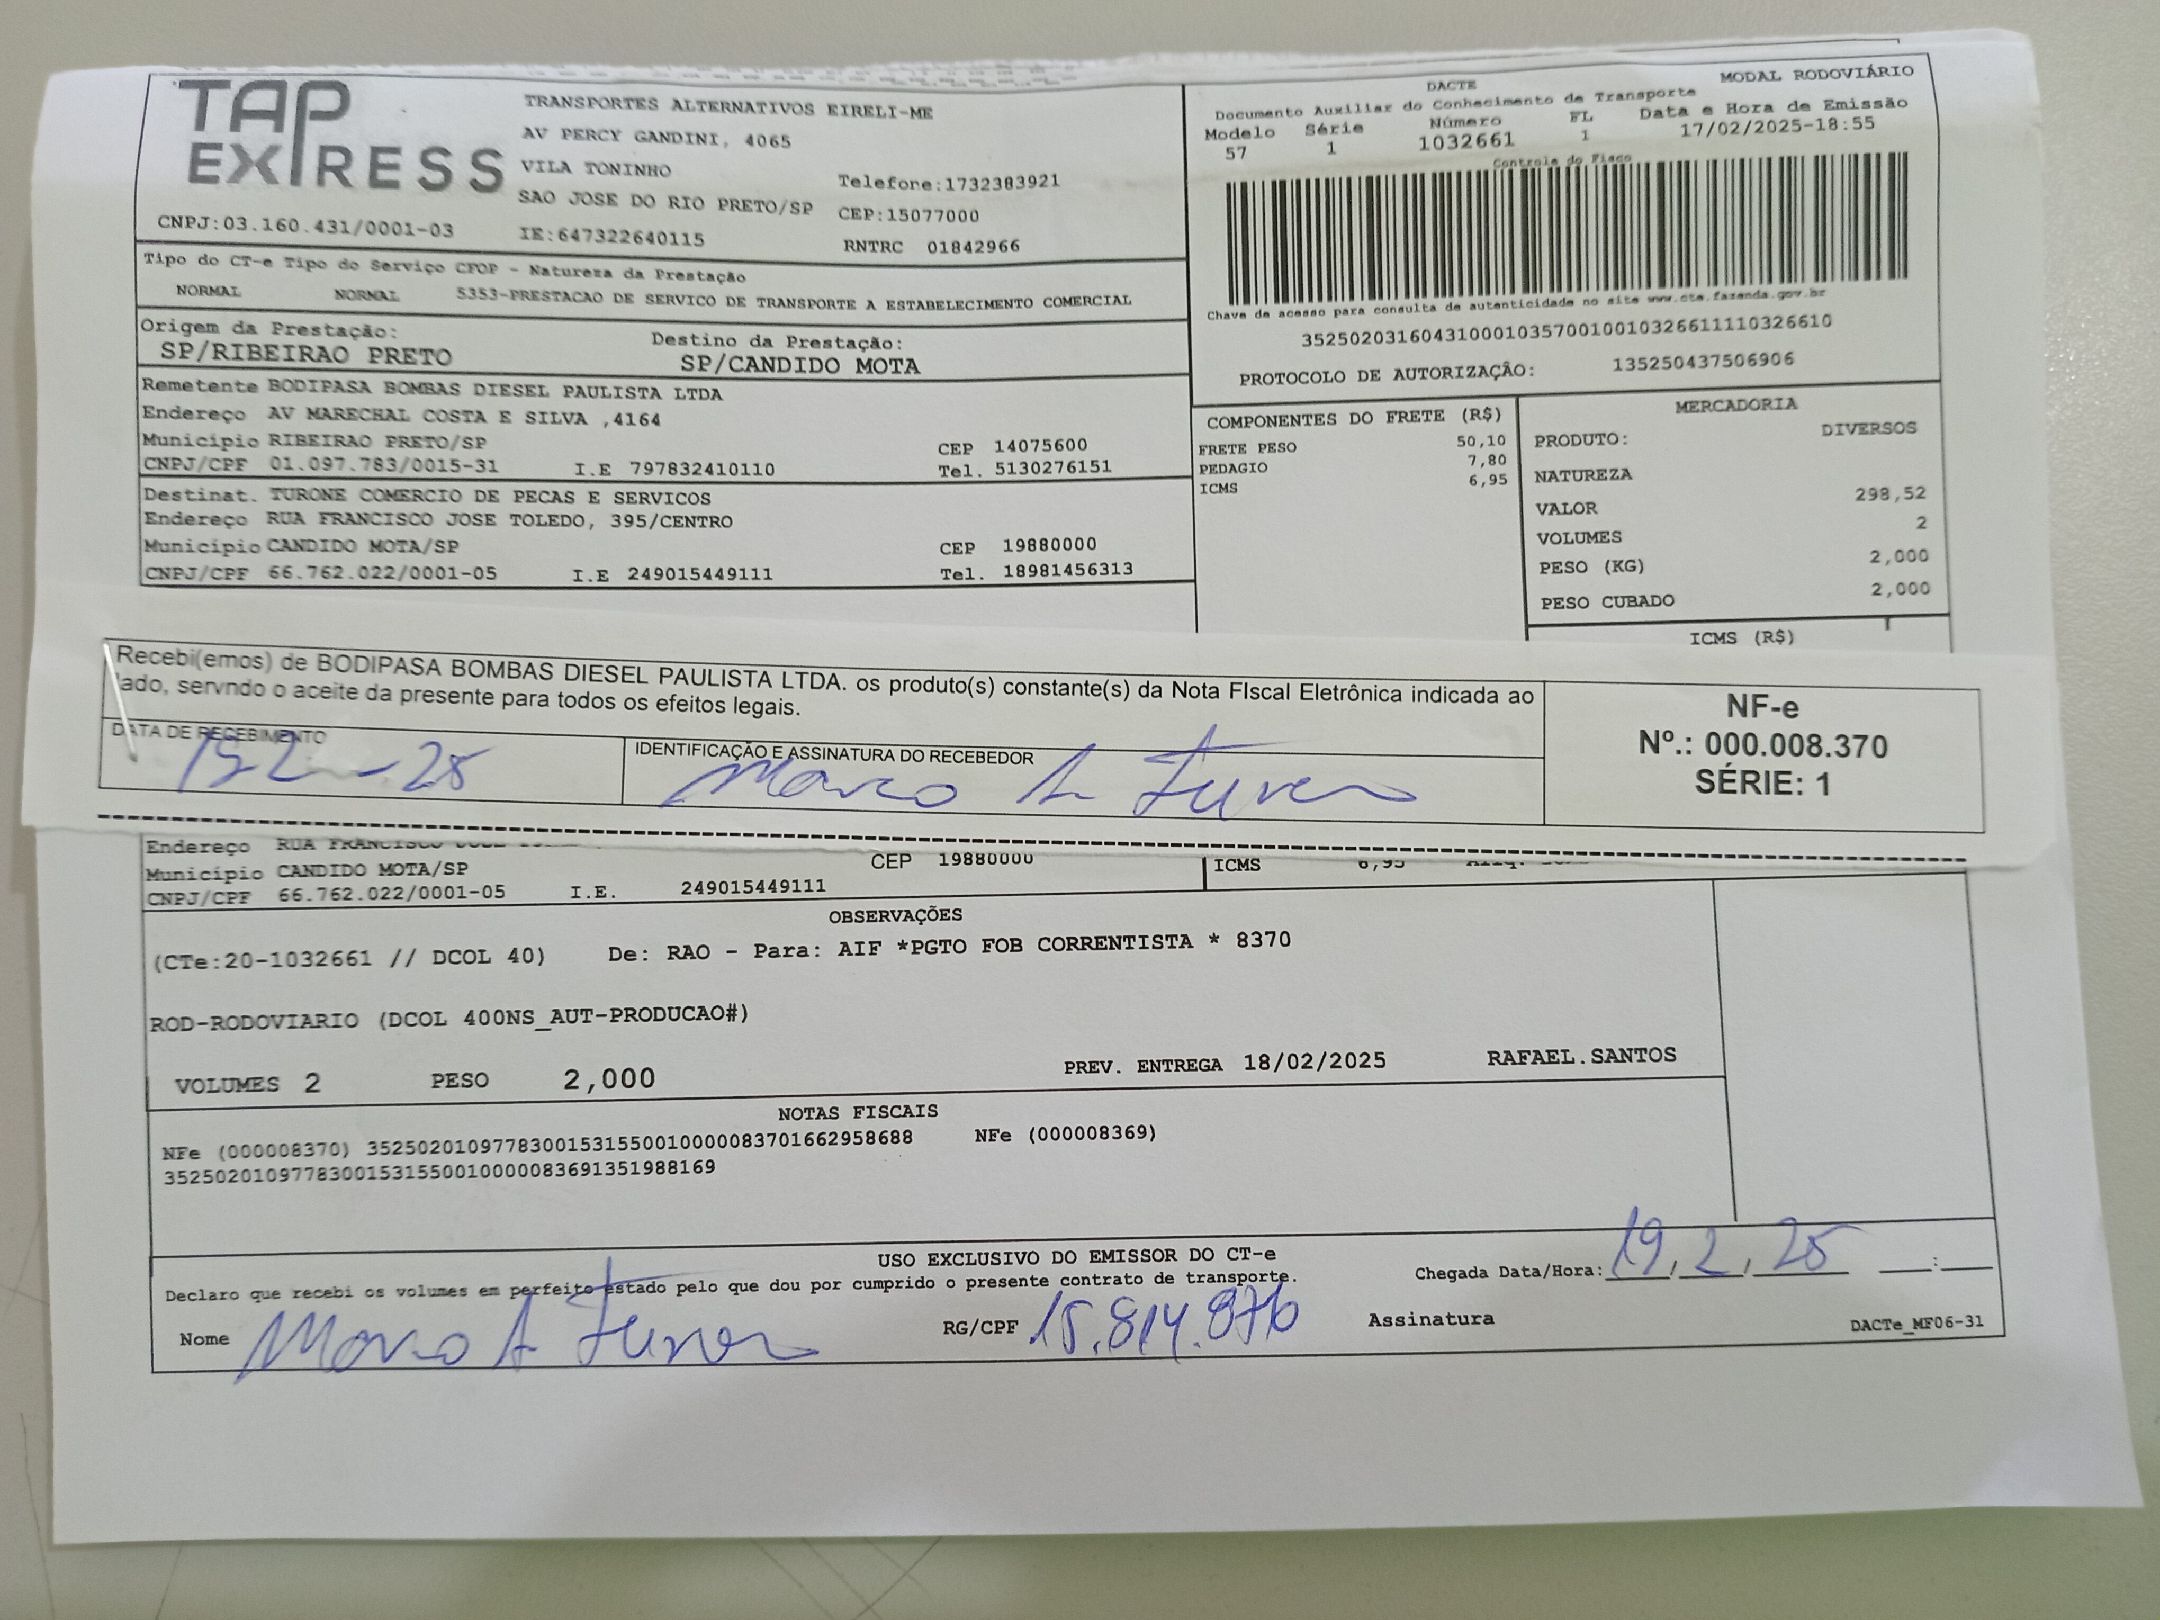 TAP EXPRESS
TRANSPORTES ALTERNATIVOS EIRELI-ME
AV PERCY GANDINI, 4065
VILA TONINHO
SAO JOSE DO RIO PRETO/SP
Telefone:1732383921
CEP:15077000
CNPJ:03.160.431/0001-03
IE:647322640115
RNTRC 01842966
DACTE
MODAL RODOVIÁRIO
Documento Auxiliar do Conhecimento de Transporte
Modelo Série Número FL Data e Hora de Emissão
57 1 1032661 1 17/02/2025-18:55
Controle do Fisco
Chave de acesso para consulta de autenticidade no site www.cte.fazenda.gov.br
35250203160431000103570010010326611110326610
PROTOCOLO DE AUTORIZAÇÃO: 135250437506906
Tipo do CT-e Tipo do Serviço CFOP - Natureza da Prestação
NORMAL NORMAL 5353-PRESTACAO DE SERVICO DE TRANSPORTE A ESTABELECIMENTO COMERCIAL
Origem da Prestação:
SP/RIBEIRAO PRETO
Destino da Prestação:
SP/CANDIDO MOTA
Remetente BODIPASA BOMBAS DIESEL PAULISTA LTDA
Endereço AV MARECHAL COSTA E SILVA ,4164
Município RIBEIRAO PRETO/SP CEP 14075600
CNPJ/CPF 01.097.783/0015-31 I.E 797832410110 Tel. 5130276151
Destinat. TURONE COMERCIO DE PECAS E SERVICOS
Endereço RUA FRANCISCO JOSE TOLEDO, 395/CENTRO
Município CANDIDO MOTA/SP CEP 19880000
CNPJ/CPF 66.762.022/0001-05 I.E 249015449111 Tel. 18981456313
COMPONENTES DO FRETE (R$)
FRETE PESO 50,10
PEDAGIO 7,80
ICMS 6,95
MERCADORIA
PRODUTO: DIVERSOS
NATUREZA
VALOR 298,52
VOLUMES 2
PESO (KG) 2,000
PESO CUBADO 2,000
ICMS (R$)
Recebi(emos) de BODIPASA BOMBAS DIESEL PAULISTA LTDA. os produto(s) constante(s) da Nota FIscal Eletrônica indicada ao
lado, servndo o aceite da presente para todos os efeitos legais.
DATA DE RECEBIMENTO
19-2-25
IDENTIFICAÇÃO E ASSINATURA DO RECEBEDOR
Marco A
NF-e
Nº.: 000.008.370
SÉRIE: 1
Endereço RUA FRANCISCO
Município CANDIDO MOTA/SP CEP 19880000
CNPJ/CPF 66.762.022/0001-05 I.E. 249015449111
ICMS 6,95
OBSERVAÇÕES
(CTe:20-1032661 // DCOL 40) De: RAO - Para: AIF *PGTO FOB CORRENTISTA * 8370
ROD-RODOVIARIO (DCOL 400NS_AUT-PRODUCAO#)
VOLUMES 2 PESO 2,000 PREV. ENTREGA 18/02/2025 RAFAEL.SANTOS
NOTAS FISCAIS
NFe (000008370) 35250201097783001531550010000083701662958688 NFe (000008369)
35250201097783001531550010000083691351988169
USO EXCLUSIVO DO EMISSOR DO CT-e
Declaro que recebi os volumes em perfeito estado pelo que dou por cumprido o presente contrato de transporte.
Chegada Data/Hora: 19,2,25 :
Nome Marco A
RG/CPF 15.814.876
Assinatura
DACTe_MF06-31